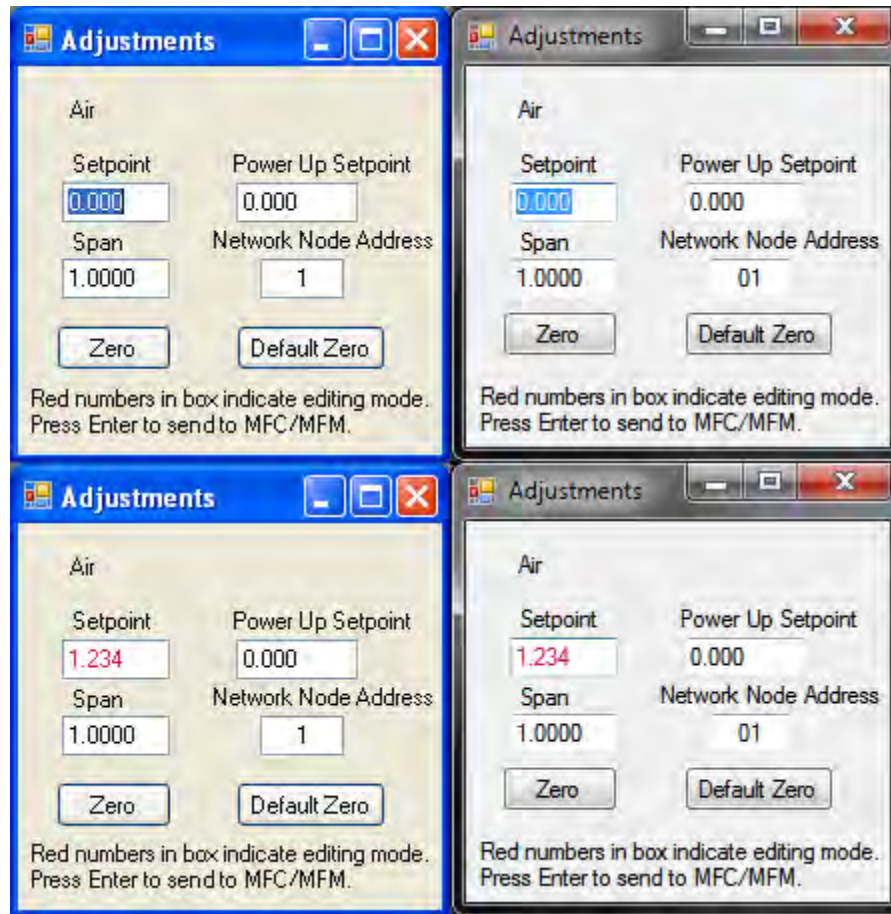 Adjustments
Air
Setpoint Power Up Setpoint
0.000 0.000
Span Network Node Address
1.0000 1
Zero Default Zero
Red numbers in box indicate editing mode.
Press Enter to send to MFC/MFM.
Adjustments
Air
Setpoint Power Up Setpoint
0.000 0.000
Span Network Node Address
1.0000 01
Zero Default Zero
Red numbers in box indicate editing mode.
Press Enter to send to MFC/MFM.
Adjustments
Air
Setpoint Power Up Setpoint
1.234 0.000
Span Network Node Address
1.0000 1
Zero Default Zero
Red numbers in box indicate editing mode.
Press Enter to send to MFC/MFM.
Adjustments
Air
Setpoint Power Up Setpoint
1.234 0.000
Span Network Node Address
1.0000 01
Zero Default Zero
Red numbers in box indicate editing mode.
Press Enter to send to MFC/MFM.